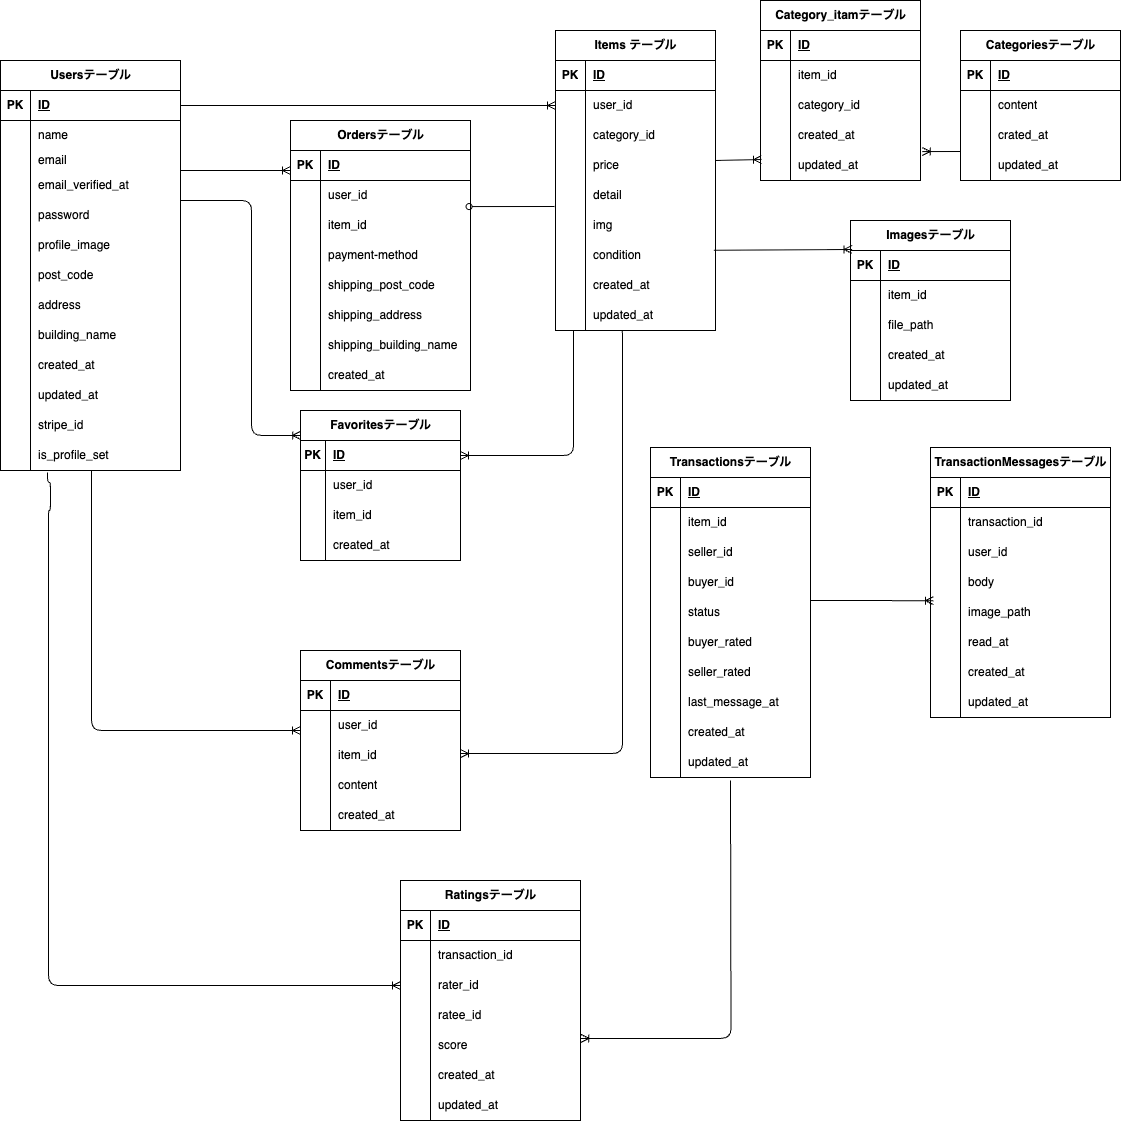 Usersテーブル
PK ID
name
email
email_verified_at
password
profile_image
post_code
address
building_name
created_at
updated_at
stripe_id
is_profile_set
Ordersテーブル
PK ID
user_id
item_id
payment-method
shipping_post_code
shipping_address
shipping_building_name
created_at
Favoritesテーブル
PK ID
user_id
item_id
created_at
Commentsテーブル
PK ID
user_id
item_id
content
created_at
Ratingsテーブル
PK ID
transaction_id
rater_id
ratee_id
score
created_at
updated_at
Items テーブル
PK ID
user_id
category_id
price
detail
img
condition
created_at
updated_at
Category_itamテーブル
PK ID
item_id
category_id
created_at
updated_at
Categoriesテーブル
PK ID
content
crated_at
updated_at
Imagesテーブル
PK ID
item_id
file_path
created_at
updated_at
Transactionsテーブル
PK ID
item_id
seller_id
buyer_id
status
buyer_rated
seller_rated
last_message_at
created_at
updated_at
TransactionMessagesテーブル
PK ID
transaction_id
user_id
body
image_path
read_at
created_at
updated_at